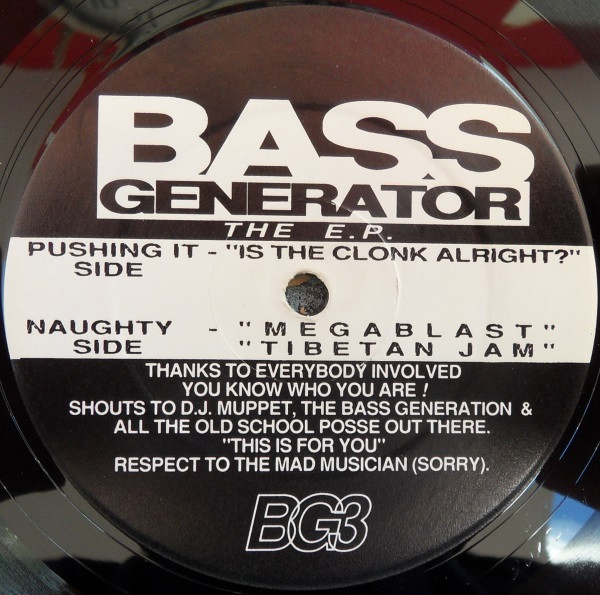 BASS
GENERATOR
THE E.P.
PUSHING IT - "IS THE CLONK ALRIGHT?"
SIDE
NAUGHTY - "MEGABLAST"
SIDE "TIBETAN JAM"
THANKS TO EVERYBODY INVOLVED
YOU KNOW WHO YOU ARE!
SHOUTS TO D.J. MUPPET, THE BASS GENERATION &
ALL THE OLD SCHOOL POSSE OUT THERE.
"THIS IS FOR YOU"
RESPECT TO THE MAD MUSICIAN (SORRY).
BG3